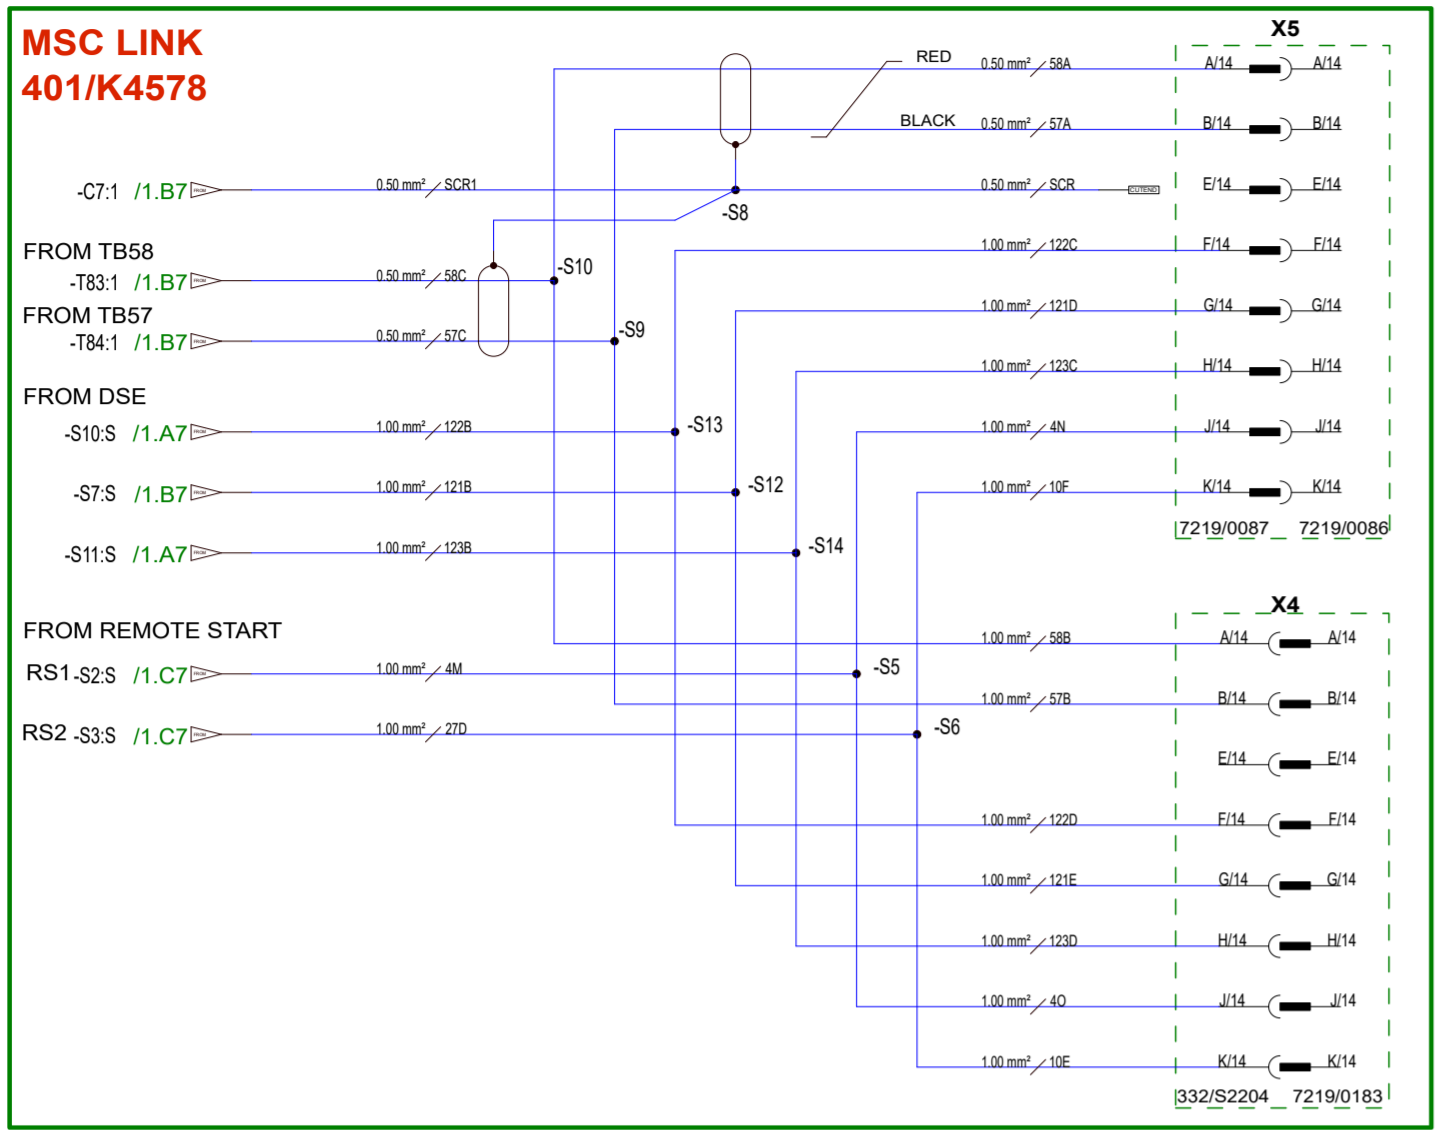 MSC LINK
401/K4578
X5
RED
0.50 mm² 58A
A/14 A/14
BLACK
0.50 mm² 57A
B/14 B/14
-C7:1 /1.B7 FROM
0.50 mm² SCR1
0.50 mm² SCR
CUTEND
E/14 E/14
-S8
FROM TB58
1.00 mm² 122C
F/14 F/14
-T83:1 /1.B7 FROM
0.50 mm² 58C
-S10
FROM TB57
1.00 mm² 121D
G/14 G/14
-T84:1 /1.B7 FROM
0.50 mm² 57C
-S9
1.00 mm² 123C
H/14 H/14
FROM DSE
-S10:S /1.A7 FROM
1.00 mm² 122B
-S13
1.00 mm² 4N
J/14 J/14
-S7:S /1.B7 FROM
1.00 mm² 121B
-S12
1.00 mm² 10F
K/14 K/14
7219/0087 7219/0086
-S11:S /1.A7 FROM
1.00 mm² 123B
-S14
X4
FROM REMOTE START
1.00 mm² 58B
A/14 A/14
RS1 -S2:S /1.C7 FROM
1.00 mm² 4M
-S5
1.00 mm² 57B
B/14 B/14
RS2 -S3:S /1.C7 FROM
1.00 mm² 27D
-S6
E/14 E/14
1.00 mm² 122D
F/14 F/14
1.00 mm² 121E
G/14 G/14
1.00 mm² 123D
H/14 H/14
1.00 mm² 4O
J/14 J/14
1.00 mm² 10E
K/14 K/14
332/S2204 7219/0183